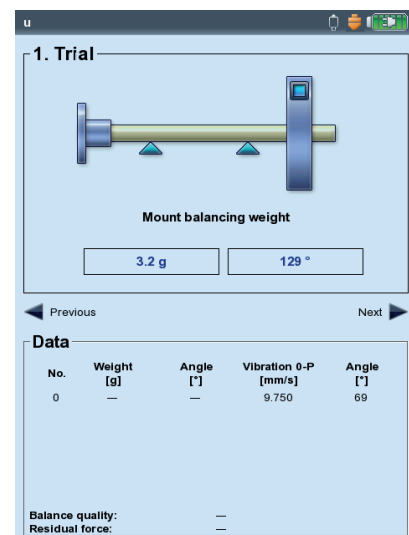 u
1. Trial
Mount balancing weight
3.2 g 129 °
Previous Next
Data
No. Weight [g] Angle [°] Vibration 0-P [mm/s] Angle [°]
0 — — 9.750 69
Balance quality: —
Residual force: —